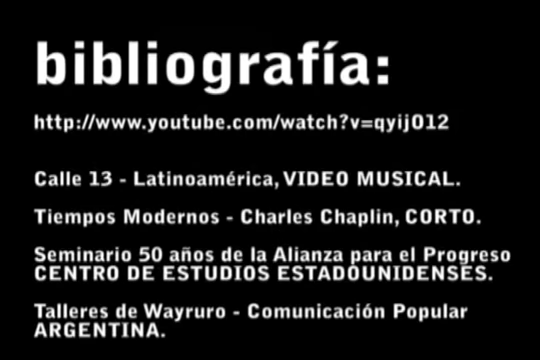 bibliografía:
http://www.youtube.com/watch?v=qyij012
Calle 13 - Latinoamérica, VIDEO MUSICAL.
Tiempos Modernos - Charles Chaplin, CORTO.
Seminario 50 años de la Alianza para el Progreso
CENTRO DE ESTUDIOS ESTADOUNIDENSES.
Talleres de Wayruro - Comunicación Popular
ARGENTINA.